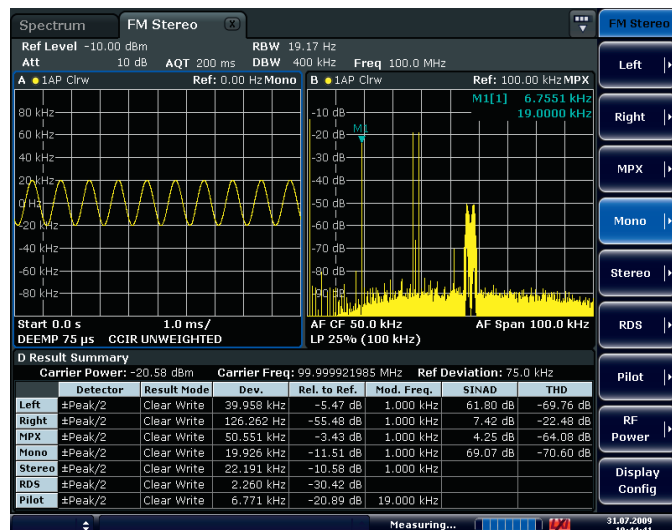 Spectrum FM Stereo X FM Stereo
Ref Level -10.00 dBm RBW 19.17 Hz
Att 10 dB AQT 200 ms DBW 400 kHz Freq 100.0 MHz
A 1AP Clrw Ref: 0.00 Hz Mono B 1AP Clrw Ref: 100.00 kHz MPX
M1[1] 6.7551 kHz
19.0000 kHz
M1
80 kHz
60 kHz
40 kHz
20 kHz
0 Hz
-20 kHz
-40 kHz
-60 kHz
-80 kHz
-10 dB
-20 dB
-30 dB
-40 dB
-50 dB
-60 dB
-70 dB
-80 dB
-90 dB
Start 0.0 s 1.0 ms/ AF CF 50.0 kHz AF Span 100.0 kHz
DEEMP 75 µs CCIR UNWEIGHTED LP 25% (100 kHz)
D Result Summary
Carrier Power: -20.58 dBm Carrier Freq: 99.999921985 MHz Ref Deviation: 75.0 kHz
Detector Result Mode Dev. Rel. to Ref. Mod. Freq. SINAD THD
Left ±Peak/2 Clear Write 39.958 kHz -5.47 dB 1.000 kHz 61.80 dB -69.76 dB
Right ±Peak/2 Clear Write 126.262 Hz -55.48 dB 1.000 kHz 7.42 dB -22.48 dB
MPX ±Peak/2 Clear Write 50.551 kHz -3.43 dB 1.000 kHz 4.25 dB -64.08 dB
Mono ±Peak/2 Clear Write 19.926 kHz -11.51 dB 1.000 kHz 69.07 dB -70.60 dB
Stereo ±Peak/2 Clear Write 22.191 kHz -10.58 dB 1.000 kHz
RDS ±Peak/2 Clear Write 2.260 kHz -30.42 dB
Pilot ±Peak/2 Clear Write 6.771 kHz -20.89 dB 19.000 kHz
Left
Right
MPX
Mono
Stereo
RDS
Pilot
RF
Power
Display
Config
Measuring... 31.07.2009